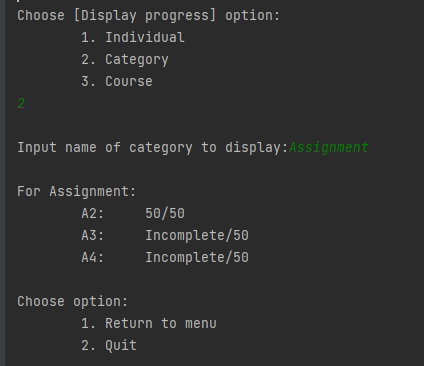 Choose [Display progress] option:
1. Individual
2. Category
3. Course
2
Input name of category to display:Assignment
For Assignment:
A2: 50/50
A3: Incomplete/50
A4: Incomplete/50
Choose option:
1. Return to menu
2. Quit